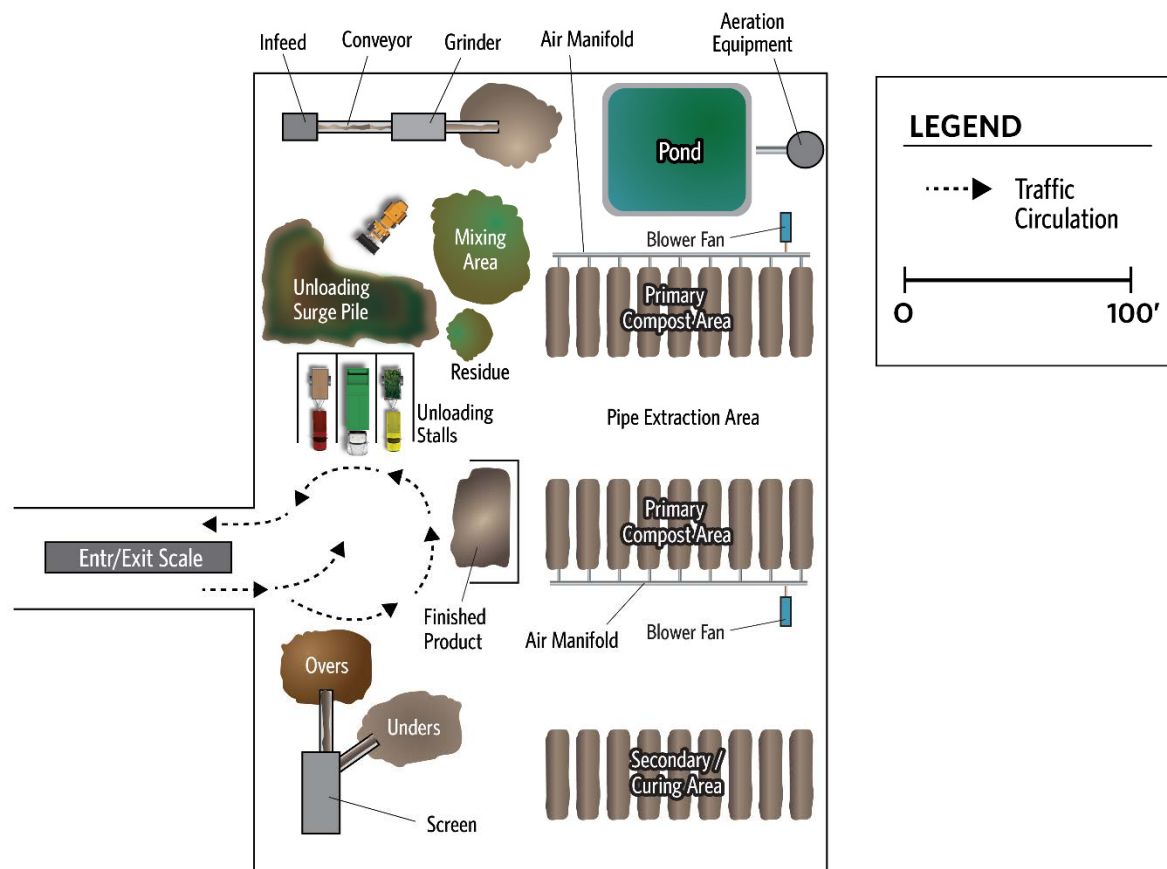 Infeed
Conveyor
Grinder
Air Manifold
Aeration
Equipment
LEGEND
Traffic
Circulation
0
100'
Pond
Blower Fan
Mixing
Area
Unloading
Surge Pile
Primary
Compost Area
Residue
Unloading
Stalls
Pipe Extraction Area
Primary
Compost Area
Entr/Exit Scale
Finished
Product
Air Manifold
Blower Fan
Overs
Unders
Secondary /
Curing Area
Screen